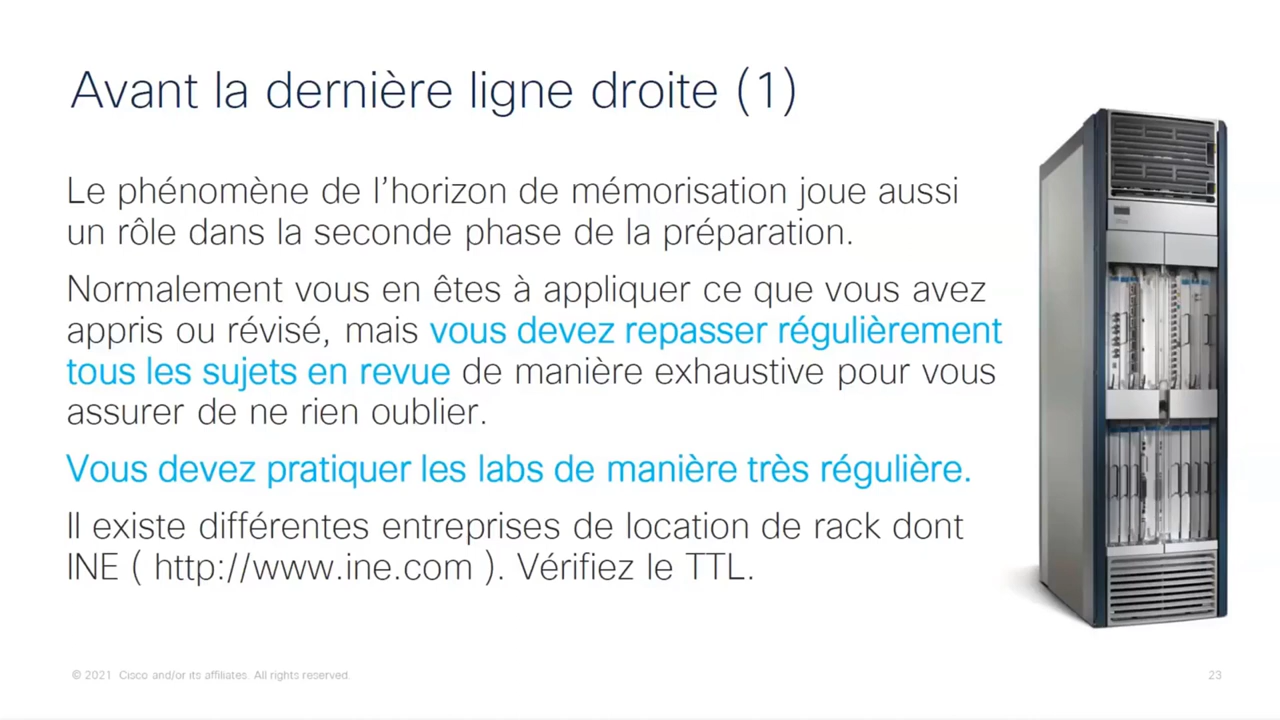 Avant la dernière ligne droite (1)
Le phénomène de l’horizon de mémorisation joue aussi
un rôle dans la seconde phase de la préparation.
Normalement vous en êtes à appliquer ce que vous avez
appris ou révisé, mais vous devez repasser régulièrement
tous les sujets en revue de manière exhaustive pour vous
assurer de ne rien oublier.
Vous devez pratiquer les labs de manière très régulière.
Il existe différentes entreprises de location de rack dont
INE ( http://www.ine.com ). Vérifiez le TTL.
© 2021 Cisco and/or its affiliates. All rights reserved.
23